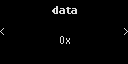 data
< 0x >